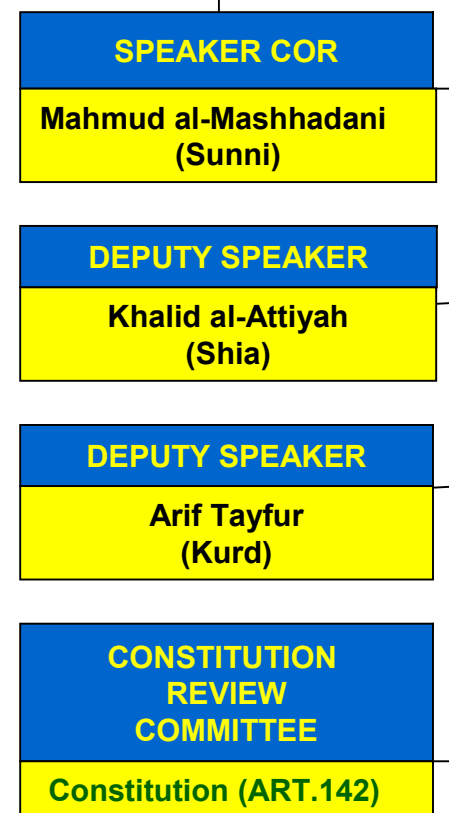 SPEAKER COR
Mahmud al-Mashhadani
(Sunni)
DEPUTY SPEAKER
Khalid al-Attiyah
(Shia)
DEPUTY SPEAKER
Arif Tayfur
(Kurd)
CONSTITUTION
REVIEW
COMMITTEE
Constitution (ART.142)